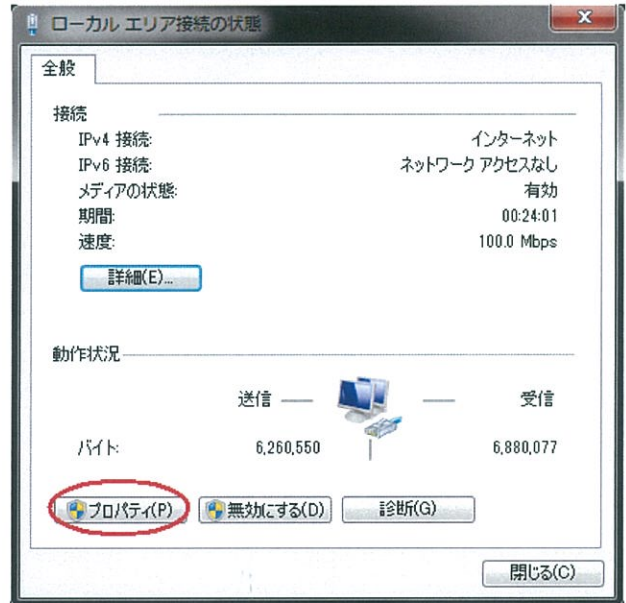 ローカル エリア接続の状態
全般
接続
IPv4 接続: インターネット
IPv6 接続: ネットワーク アクセスなし
メディアの状態: 有効
期間: 00:24:01
速度: 100.0 Mbps
詳細(E)...
動作状況
送信 受信
バイト: 6,260,550 6,880,077
プロパティ(P) 無効にする(D) 診断(G)
閉じる(C)